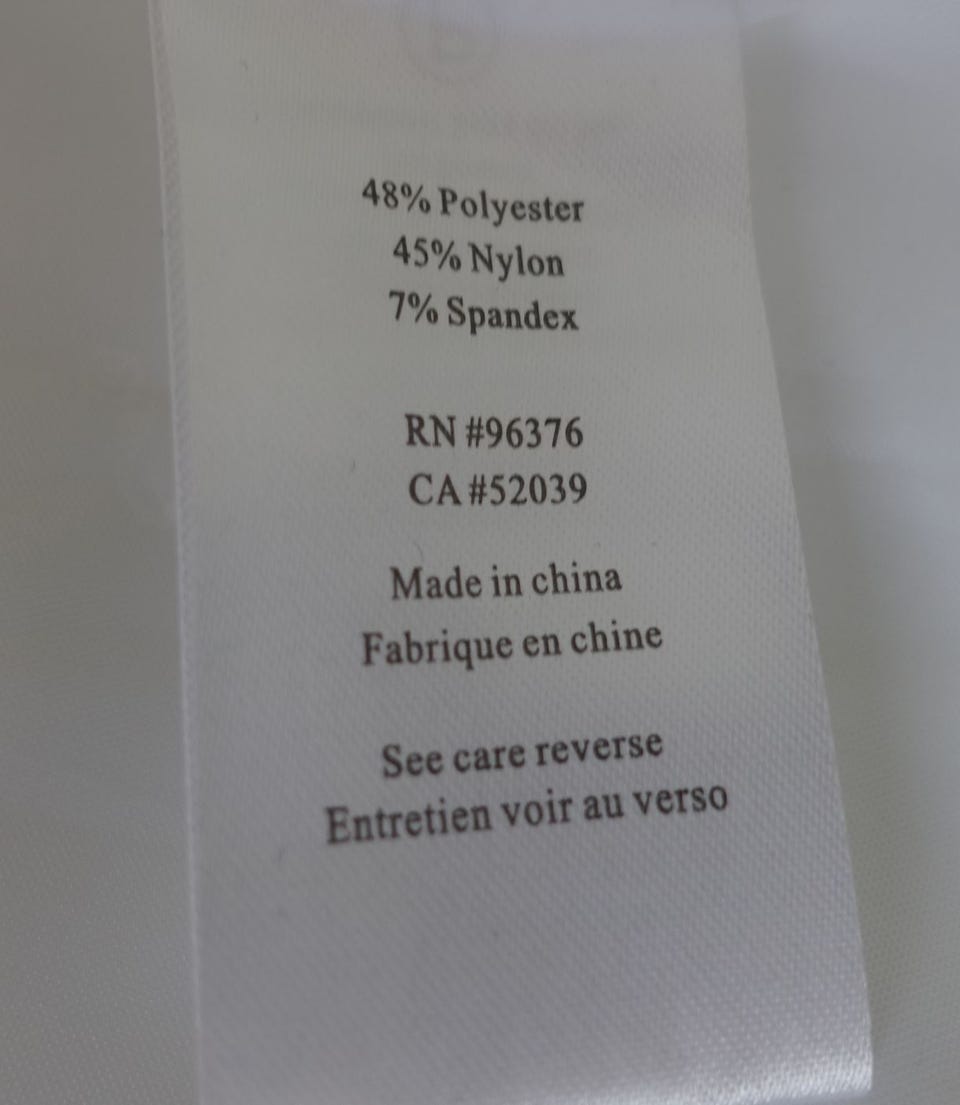 48% Polyester
45% Nylon
7% Spandex
RN #96376
CA #52039
Made in china
Fabrique en chine
See care reverse
Entretien voir au verso